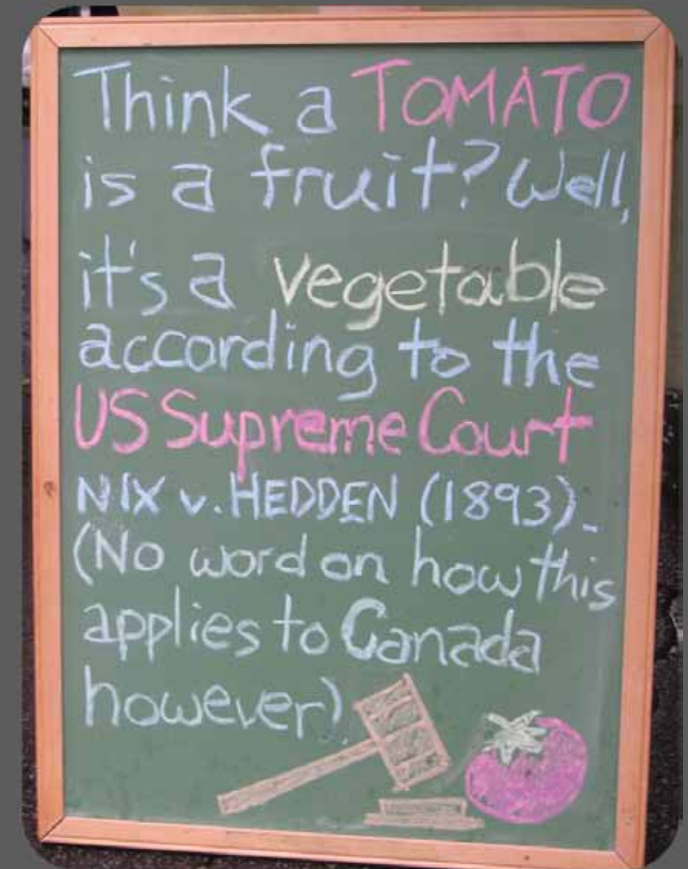 Think a TOMATO
is a fruit? Well,
it's a vegetable
according to the
US Supreme Court
NIX v. HEDDEN (1893).
(No word on how this
applies to Canada
however).